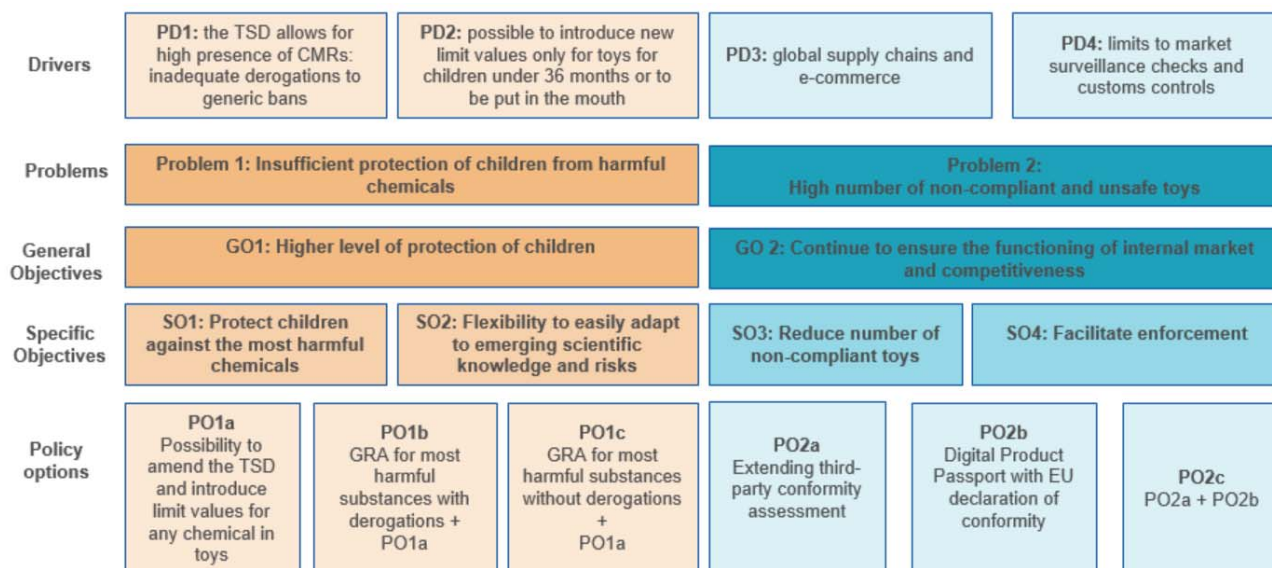 Drivers
PD1: the TSD allows for
high presence of CMRs:
inadequate derogations to
generic bans
PD2: possible to introduce new
limit values only for toys for
children under 36 months or to
be put in the mouth
PD3: global supply chains and
e-commerce
PD4: limits to market
surveillance checks and
customs controls
Problems
Problem 1: Insufficient protection of children from harmful
chemicals
Problem 2:
High number of non-compliant and unsafe toys
General
Objectives
GO1: Higher level of protection of children
GO 2: Continue to ensure the functioning of internal market
and competitiveness
Specific
Objectives
SO1: Protect children
against the most harmful
chemicals
SO2: Flexibility to easily adapt
to emerging scientific
knowledge and risks
SO3: Reduce number of
non-compliant toys
SO4: Facilitate enforcement
Policy
options
PO1a
Possibility to
amend the TSD
and introduce
limit values for
any chemical in
toys
PO1b
GRA for most
harmful
substances with
derogations +
PO1a
PO1c
GRA for most
harmful substances
without derogations
+
PO1a
PO2a
Extending third-
party conformity
assessment
PO2b
Digital Product
Passport with EU
declaration of
conformity
PO2c
PO2a + PO2b